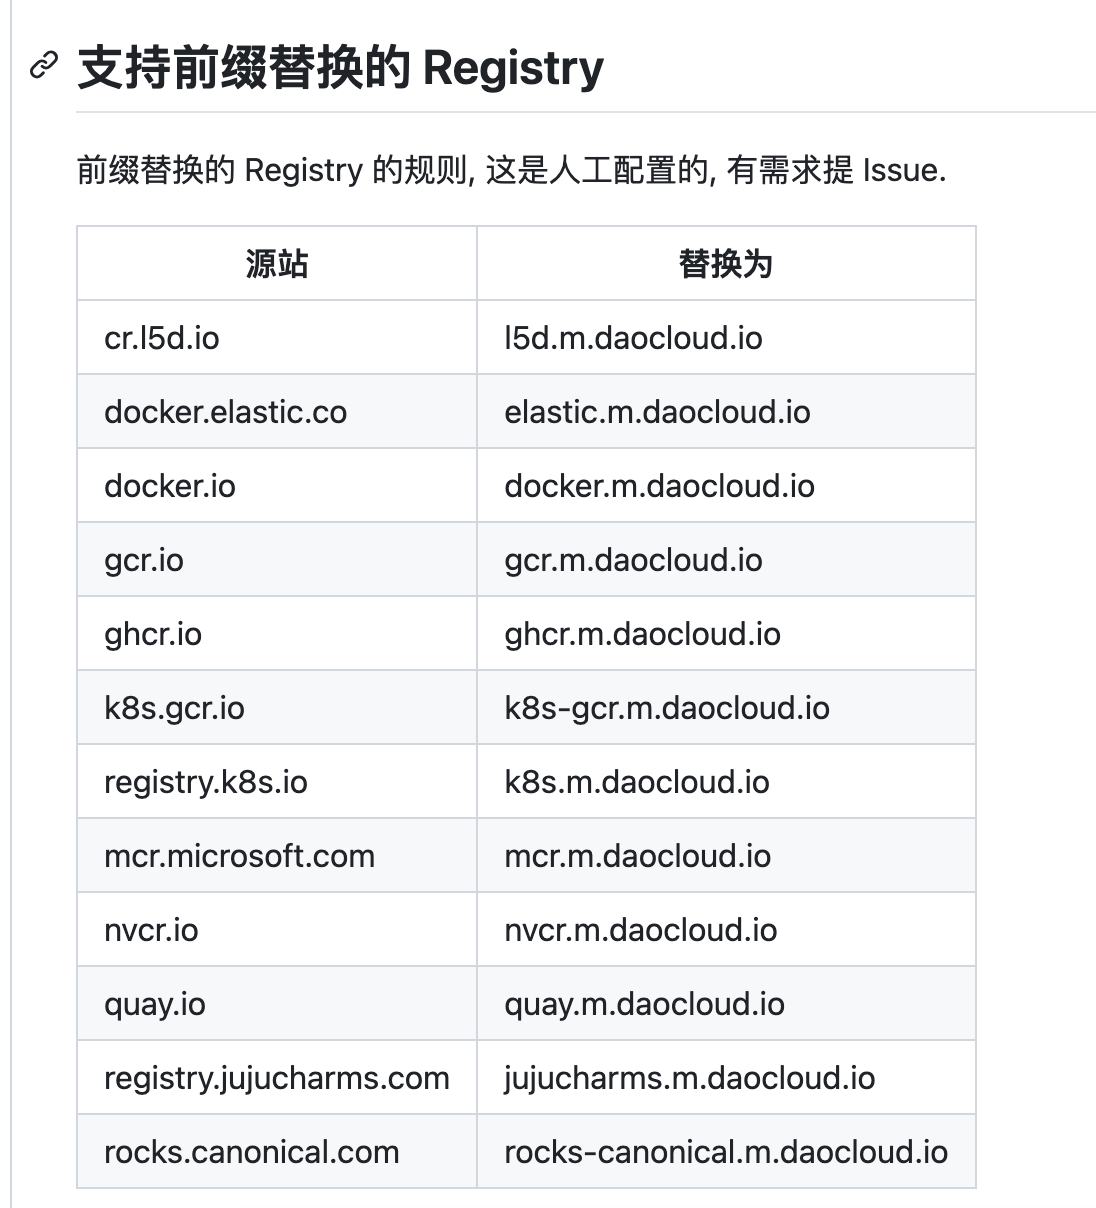 支持前缀替换的 Registry
前缀替换的 Registry 的规则, 这是人工配置的, 有需求提 Issue.
源站 替换为
cr.l5d.io l5d.m.daocloud.io
docker.elastic.co elastic.m.daocloud.io
docker.io docker.m.daocloud.io
gcr.io gcr.m.daocloud.io
ghcr.io ghcr.m.daocloud.io
k8s.gcr.io k8s-gcr.m.daocloud.io
registry.k8s.io k8s.m.daocloud.io
mcr.microsoft.com mcr.m.daocloud.io
nvcr.io nvcr.m.daocloud.io
quay.io quay.m.daocloud.io
registry.jujucharms.com jujucharms.m.daocloud.io
rocks.canonical.com rocks-canonical.m.daocloud.io